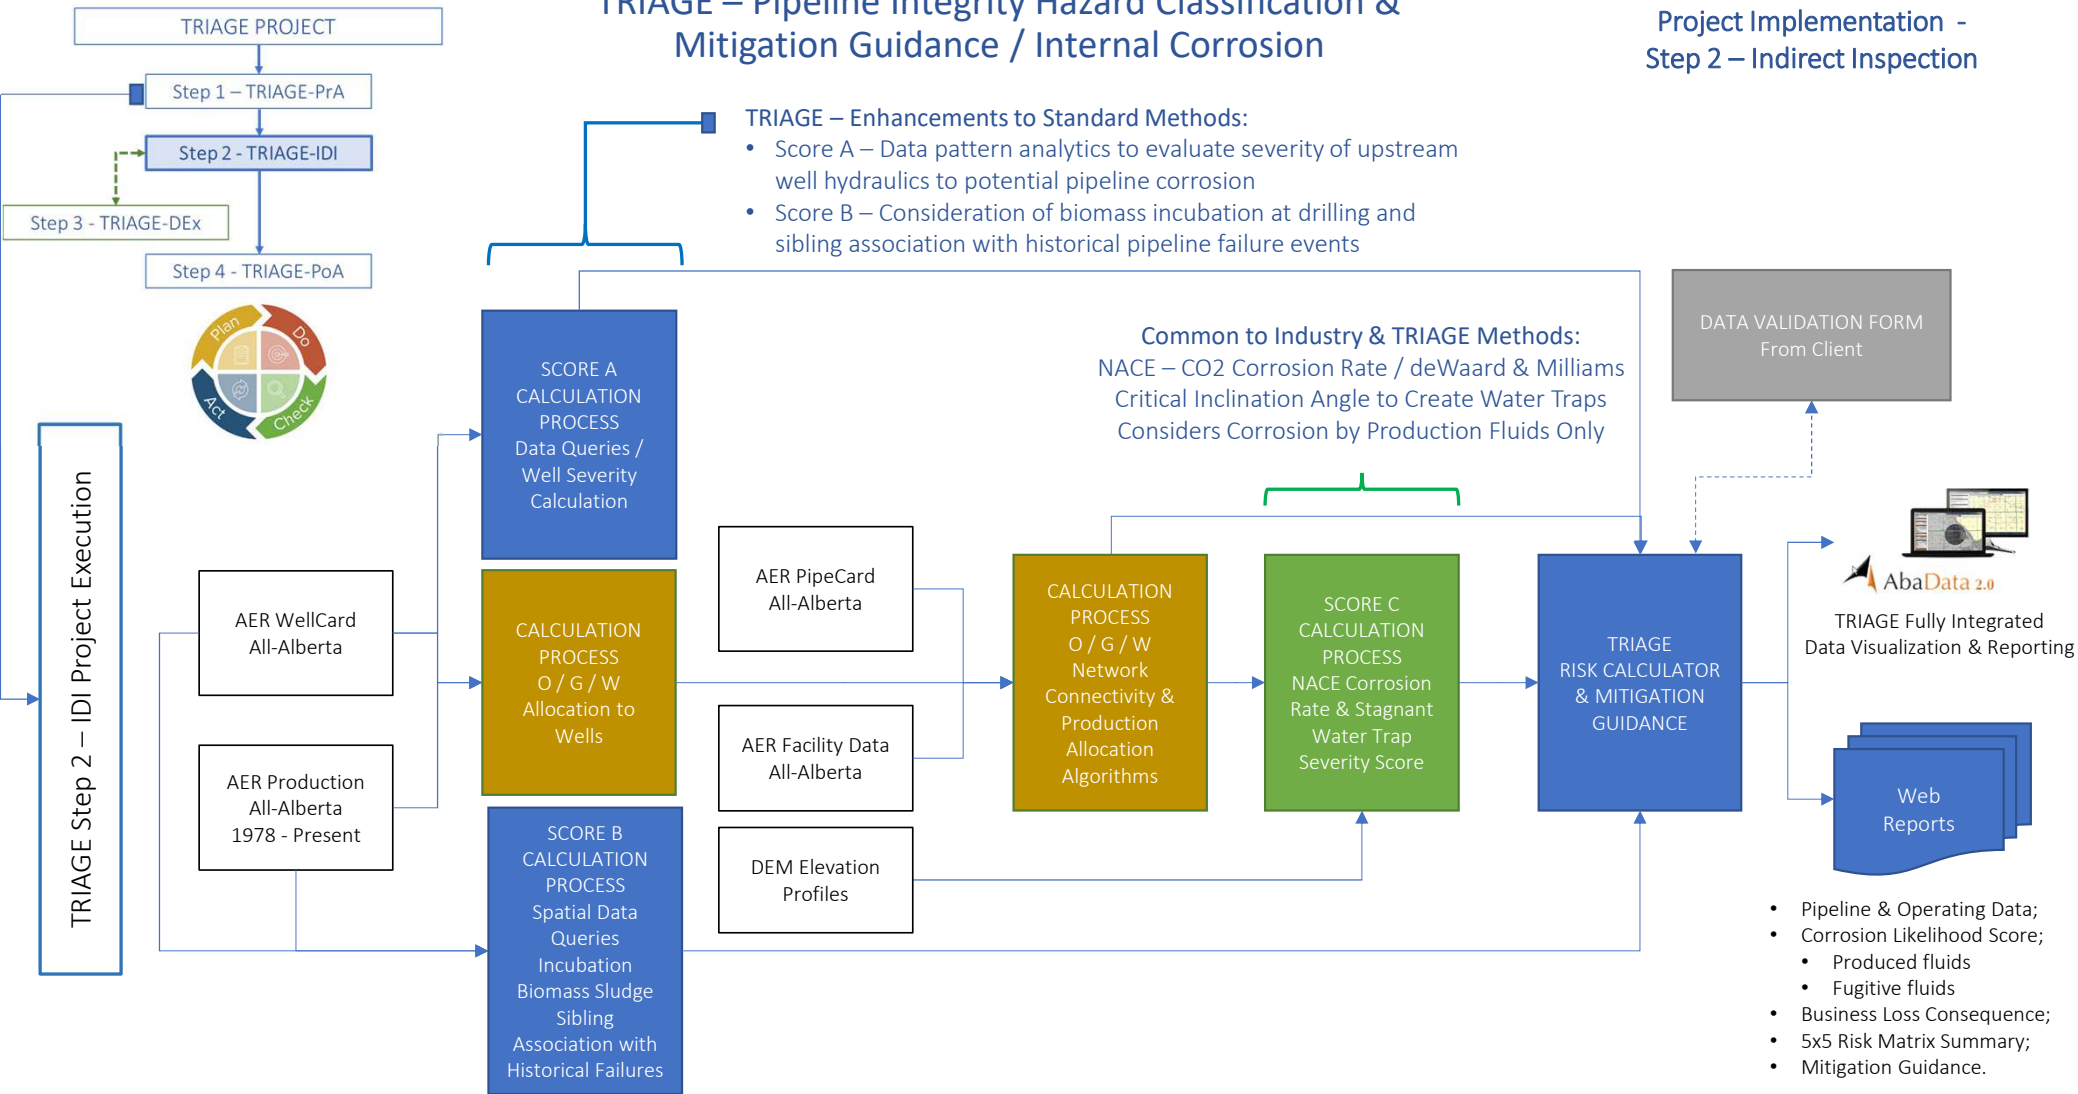 TRIAGE – Pipeline Integrity Hazard Classification &
Mitigation Guidance / Internal Corrosion
Project Implementation -
Step 2 – Indirect Inspection
TRIAGE PROJECT
Step 1 – TRIAGE-PrA
Step 2 - TRIAGE-IDI
Step 3 - TRIAGE-DEx
Step 4 - TRIAGE-PoA
Plan
Do
Check
Act
TRIAGE – Enhancements to Standard Methods:
• Score A – Data pattern analytics to evaluate severity of upstream
well hydraulics to potential pipeline corrosion
• Score B – Consideration of biomass incubation at drilling and
sibling association with historical pipeline failure events
Common to Industry & TRIAGE Methods:
NACE – CO2 Corrosion Rate / deWaard & Milliams
Critical Inclination Angle to Create Water Traps
Considers Corrosion by Production Fluids Only
DATA VALIDATION FORM
From Client
TRIAGE Step 2 – IDI Project Execution
AER WellCard
All-Alberta
AER Production
All-Alberta
1978 - Present
SCORE A
CALCULATION
PROCESS
Data Queries /
Well Severity
Calculation
CALCULATION
PROCESS
O / G / W
Allocation to
Wells
SCORE B
CALCULATION
PROCESS
Spatial Data
Queries
Incubation
Biomass Sludge
Sibling
Association with
Historical Failures
AER PipeCard
All-Alberta
AER Facility Data
All-Alberta
DEM Elevation
Profiles
CALCULATION
PROCESS
O / G / W
Network
Connectivity &
Production
Allocation
Algorithms
SCORE C
CALCULATION
PROCESS
NACE Corrosion
Rate & Stagnant
Water Trap
Severity Score
TRIAGE
RISK CALCULATOR
& MITIGATION
GUIDANCE
AbaData 2.0
TRIAGE Fully Integrated
Data Visualization & Reporting
Web
Reports
• Pipeline & Operating Data;
• Corrosion Likelihood Score;
• Produced fluids
• Fugitive fluids
• Business Loss Consequence;
• 5x5 Risk Matrix Summary;
• Mitigation Guidance.